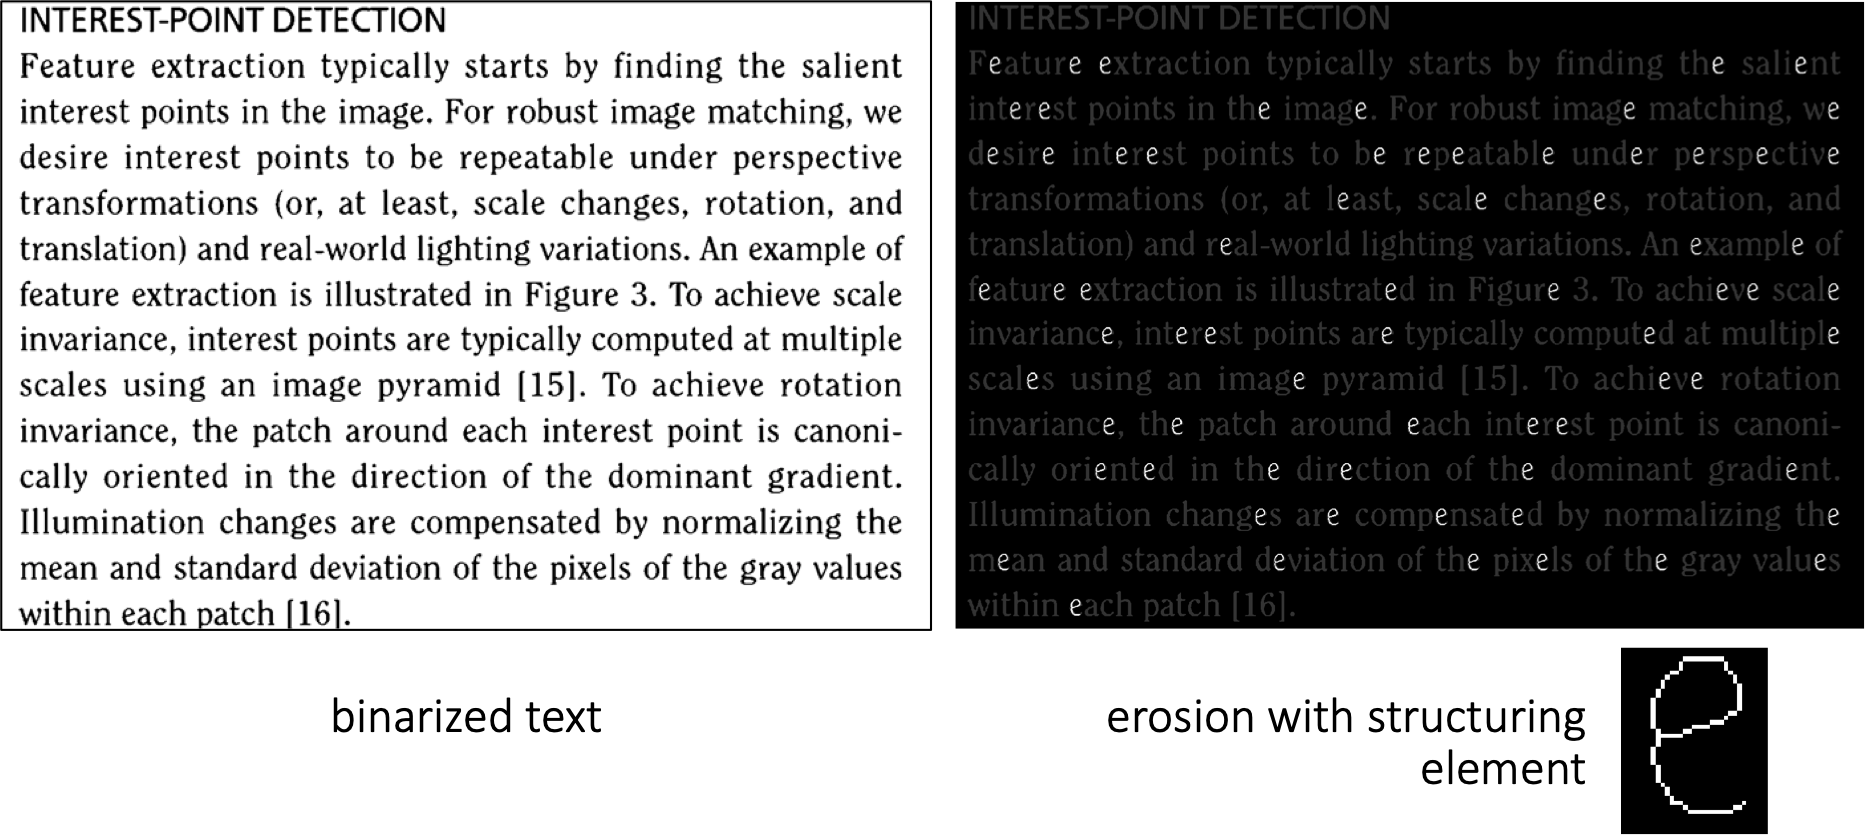 INTEREST-POINT DETECTION
Feature extraction typically starts by finding the salient
interest points in the image. For robust image matching, we
desire interest points to be repeatable under perspective
transformations (or, at least, scale changes, rotation, and
translation) and real-world lighting variations. An example of
feature extraction is illustrated in Figure 3. To achieve scale
invariance, interest points are typically computed at multiple
scales using an image pyramid [15]. To achieve rotation
invariance, the patch around each interest point is canoni-
cally oriented in the direction of the dominant gradient.
Illumination changes are compensated by normalizing the
mean and standard deviation of the pixels of the gray values
within each patch [16].
binarized text
INTEREST-POINT DETECTION
Feature extraction typically starts by finding the salient
interest points in the image. For robust image matching, we
desire interest points to be repeatable under perspective
transformations (or, at least, scale changes, rotation, and
translation) and real-world lighting variations. An example of
feature extraction is illustrated in Figure 3. To achieve scale
invariance, interest points are typically computed at multiple
scales using an image pyramid [15]. To achieve rotation
invariance, the patch around each interest point is canoni-
cally oriented in the direction of the dominant gradient.
Illumination changes are compensated by normalizing the
mean and standard deviation of the pixels of the gray values
within each patch [16].
erosion with structuring
element
e